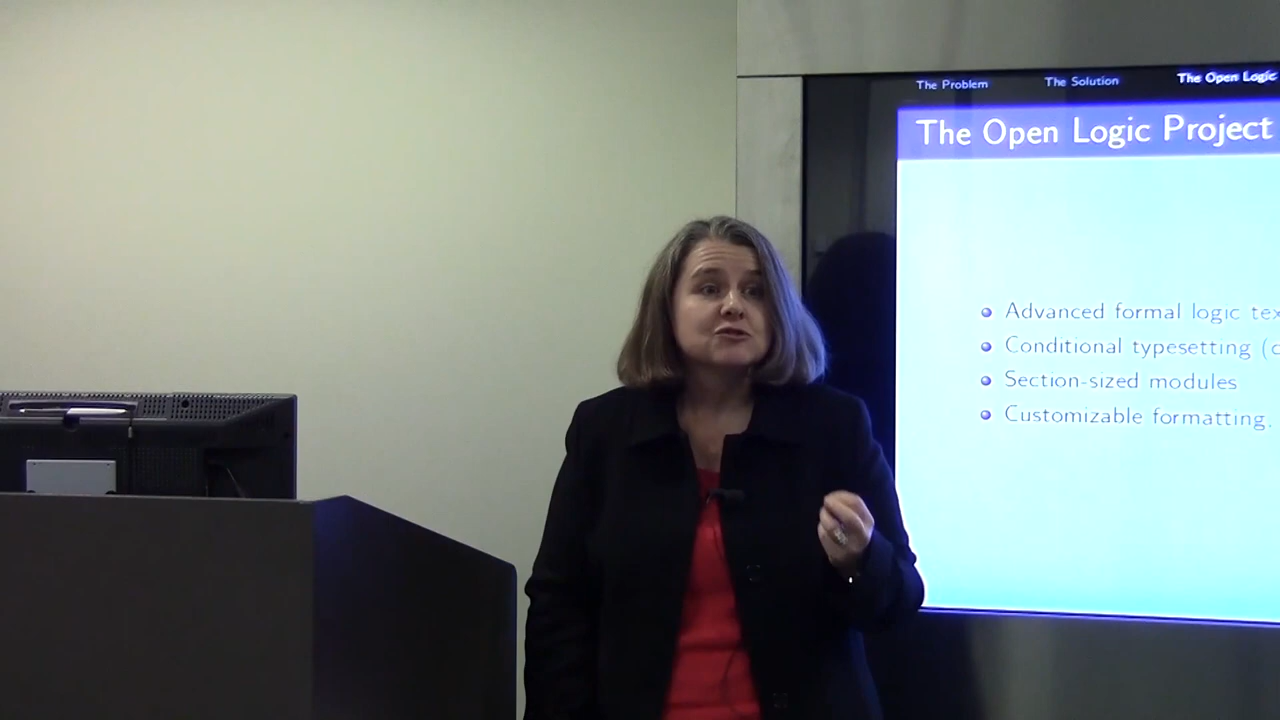 The Problem The Solution The Open Logic
The Open Logic Project
Advanced formal logic
Conditional typesetting
Section-sized modules
Customizable formatting,